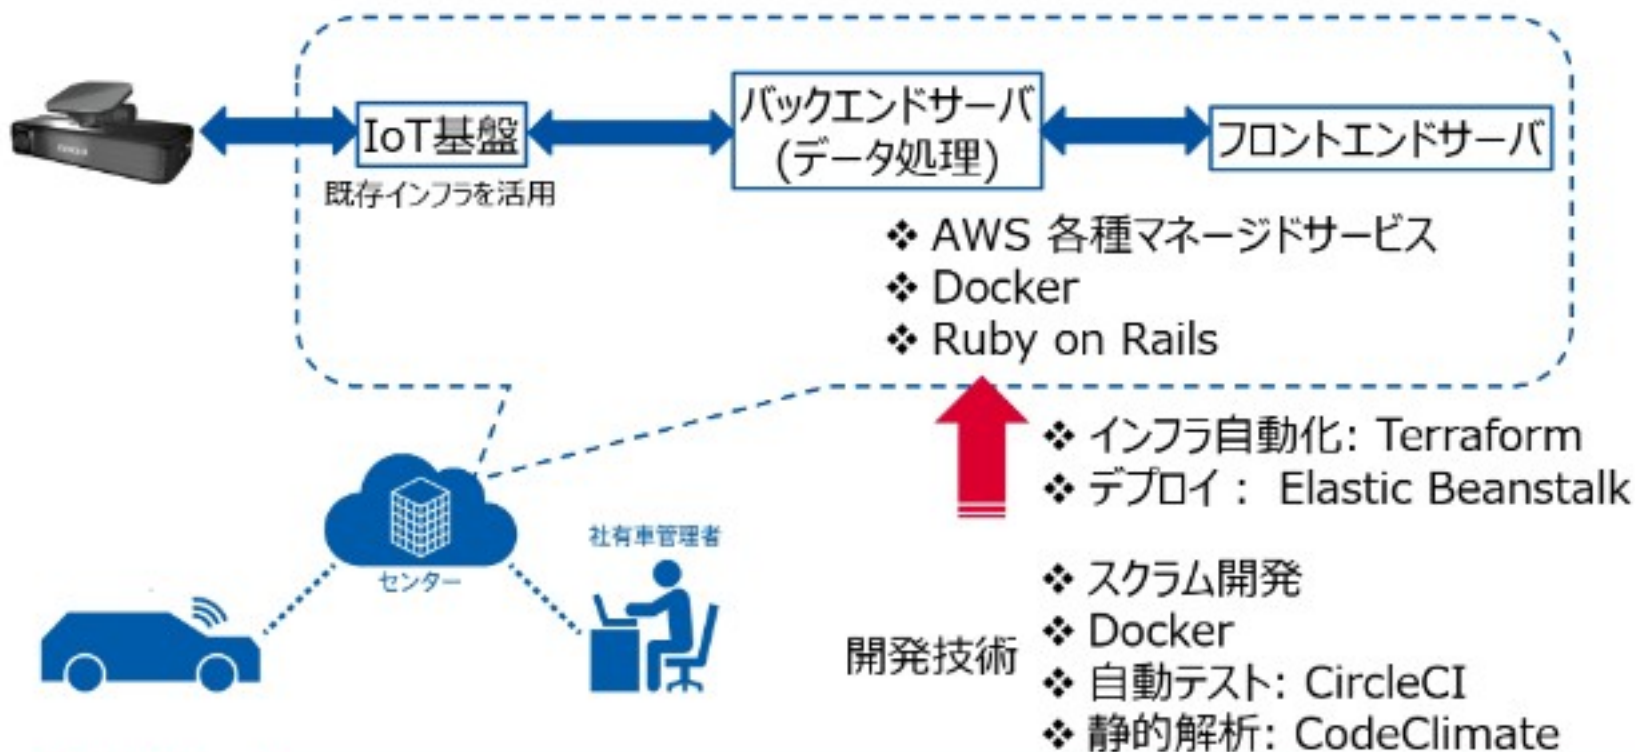 IoT基盤
既存インフラを活用
バックエンドサーバ
(データ処理)
フロントエンドサーバ
❖ AWS 各種マネージドサービス
❖ Docker
❖ Ruby on Rails
❖ インフラ自動化: Terraform
❖ デプロイ : Elastic Beanstalk
センター
社有車管理者
開発技術
❖ スクラム開発
❖ Docker
❖ 自動テスト: CircleCI
❖ 静的解析: CodeClimate